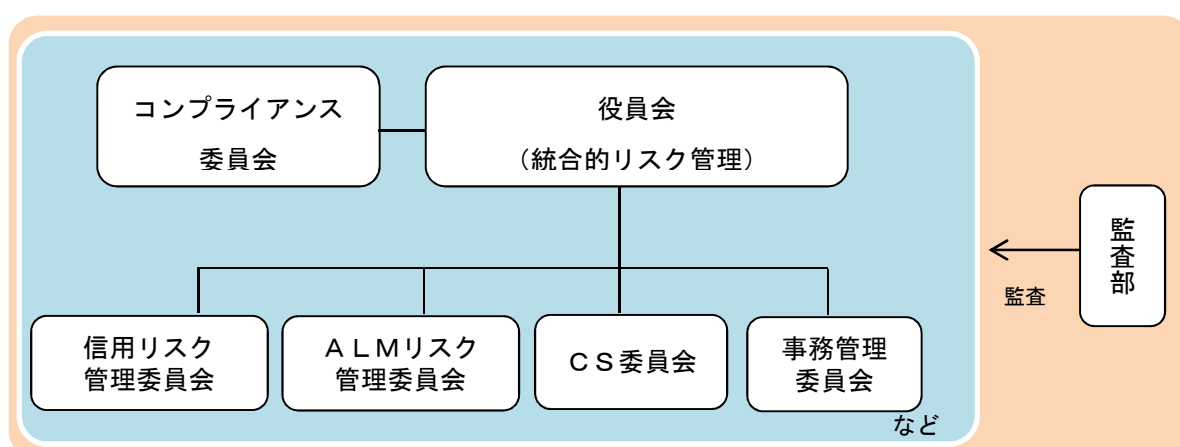 コンプライアンス
委員会
役員会
（統合的リスク管理）
信用リスク
管理委員会
ＡＬＭリスク
管理委員会
ＣＳ委員会
事務管理
委員会
など
監査
監査部